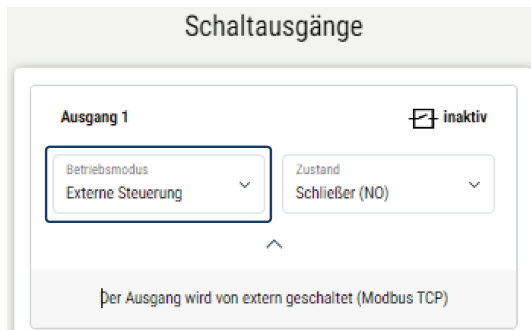 Schaltausgänge
Ausgang 1
inaktiv
Betriebsmodus
Externe Steuerung
Zustand
Schließer (NO)
Der Ausgang wird von extern geschaltet (Modbus TCP)